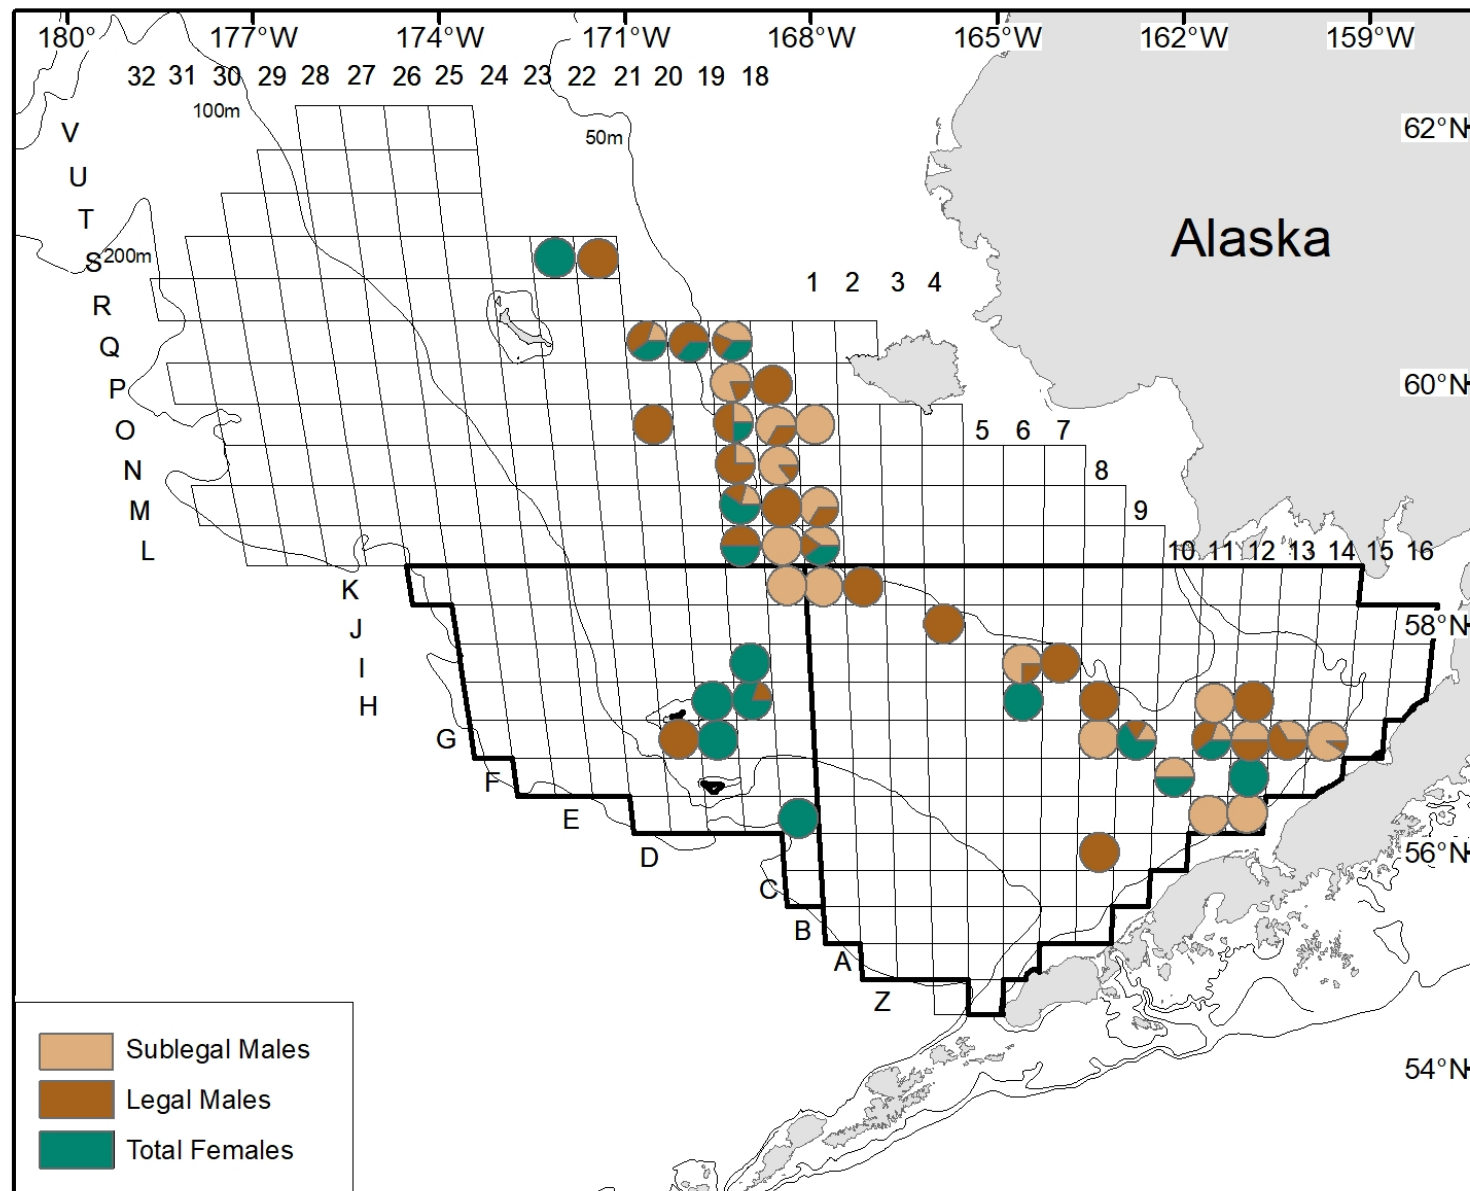 180° 177°W 174°W 171°W 168°W 165°W 162°W 159°W
32 31 30 29 28 27 26 25 24 23 22 21 20 19 18
100m
50m
62°N
V
U
T
Alaska
S 200m
1 2 3 4
R
Q
P
60°N
O
5 6 7
N
8
M
9
L
10 11 12 13 14 15 16
K
58°N
J
I
H
G
F
E
D
56°N
C
B
A
Z
Sublegal Males
54°N
Legal Males
Total Females